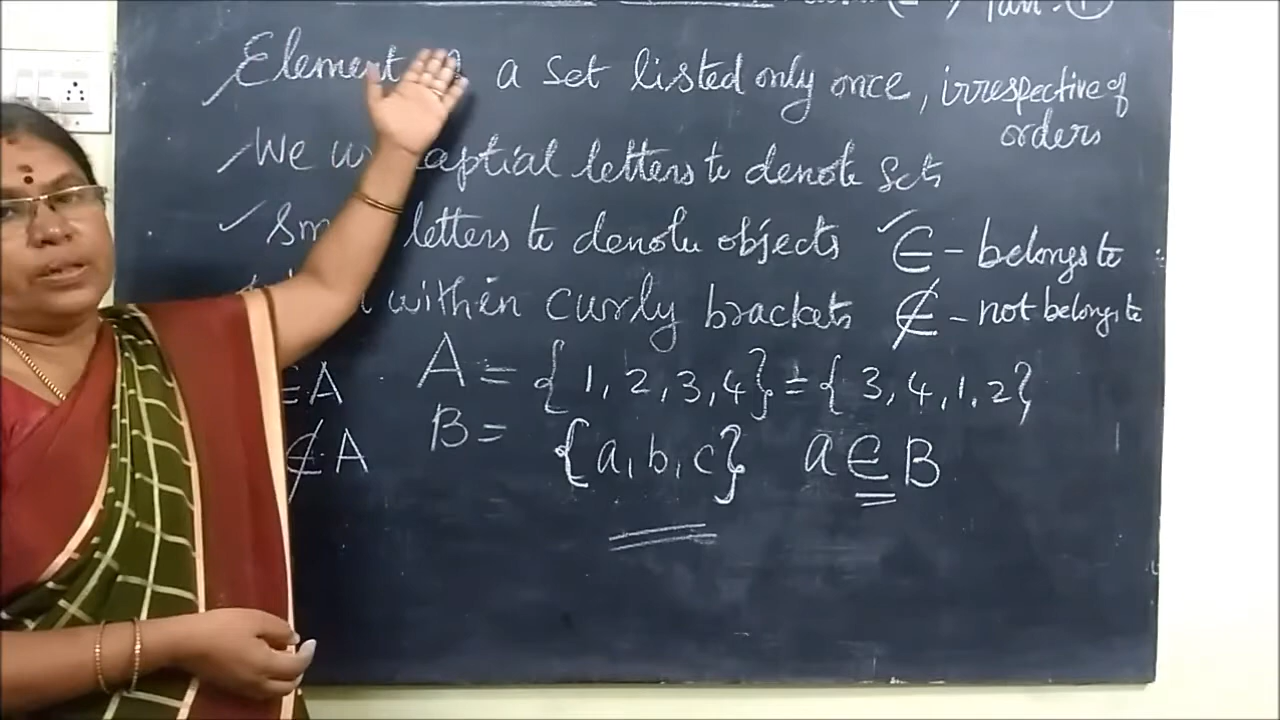 Element a set listed only once, irrespective of
orders
We captial letters to denote sets
letters to denote objects ∈ - belongs to
within curly brackets ∉ - not belongs to
∈ A A = { 1, 2, 3, 4 } = { 3, 4, 1, 2 }
∉ A B = { a, b, c } a ∈ B